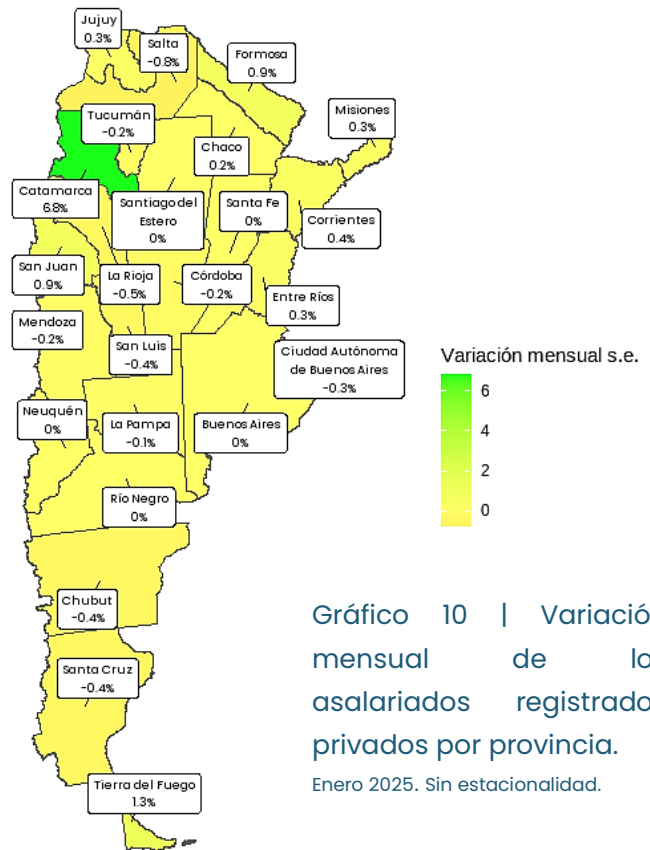 Jujuy
0.3%
Salta
-0.8%
Formosa
0.9%
Misiones
0.3%
Tucumán
-0.2%
Chaco
0.2%
Catamarca
6.8%
Santiago del
Estero
0%
Santa Fe
0%
Corrientes
0.4%
San Juan
0.9%
La Rioja
-0.5%
Córdoba
-0.2%
Entre Ríos
0.3%
Mendoza
-0.2%
San Luis
-0.4%
Ciudad Autónoma
de Buenos Aires
-0.3%
Neuquén
0%
La Pampa
-0.1%
Buenos Aires
0%
Río Negro
0%
Chubut
-0.4%
Santa Cruz
-0.4%
Tierra del Fuego
1.3%
Variación mensual s.e.
6
4
2
0
Gráfico 10 | Variació
mensual de lo
asalariados registrado
privados por provincia.
Enero 2025. Sin estacionalidad.